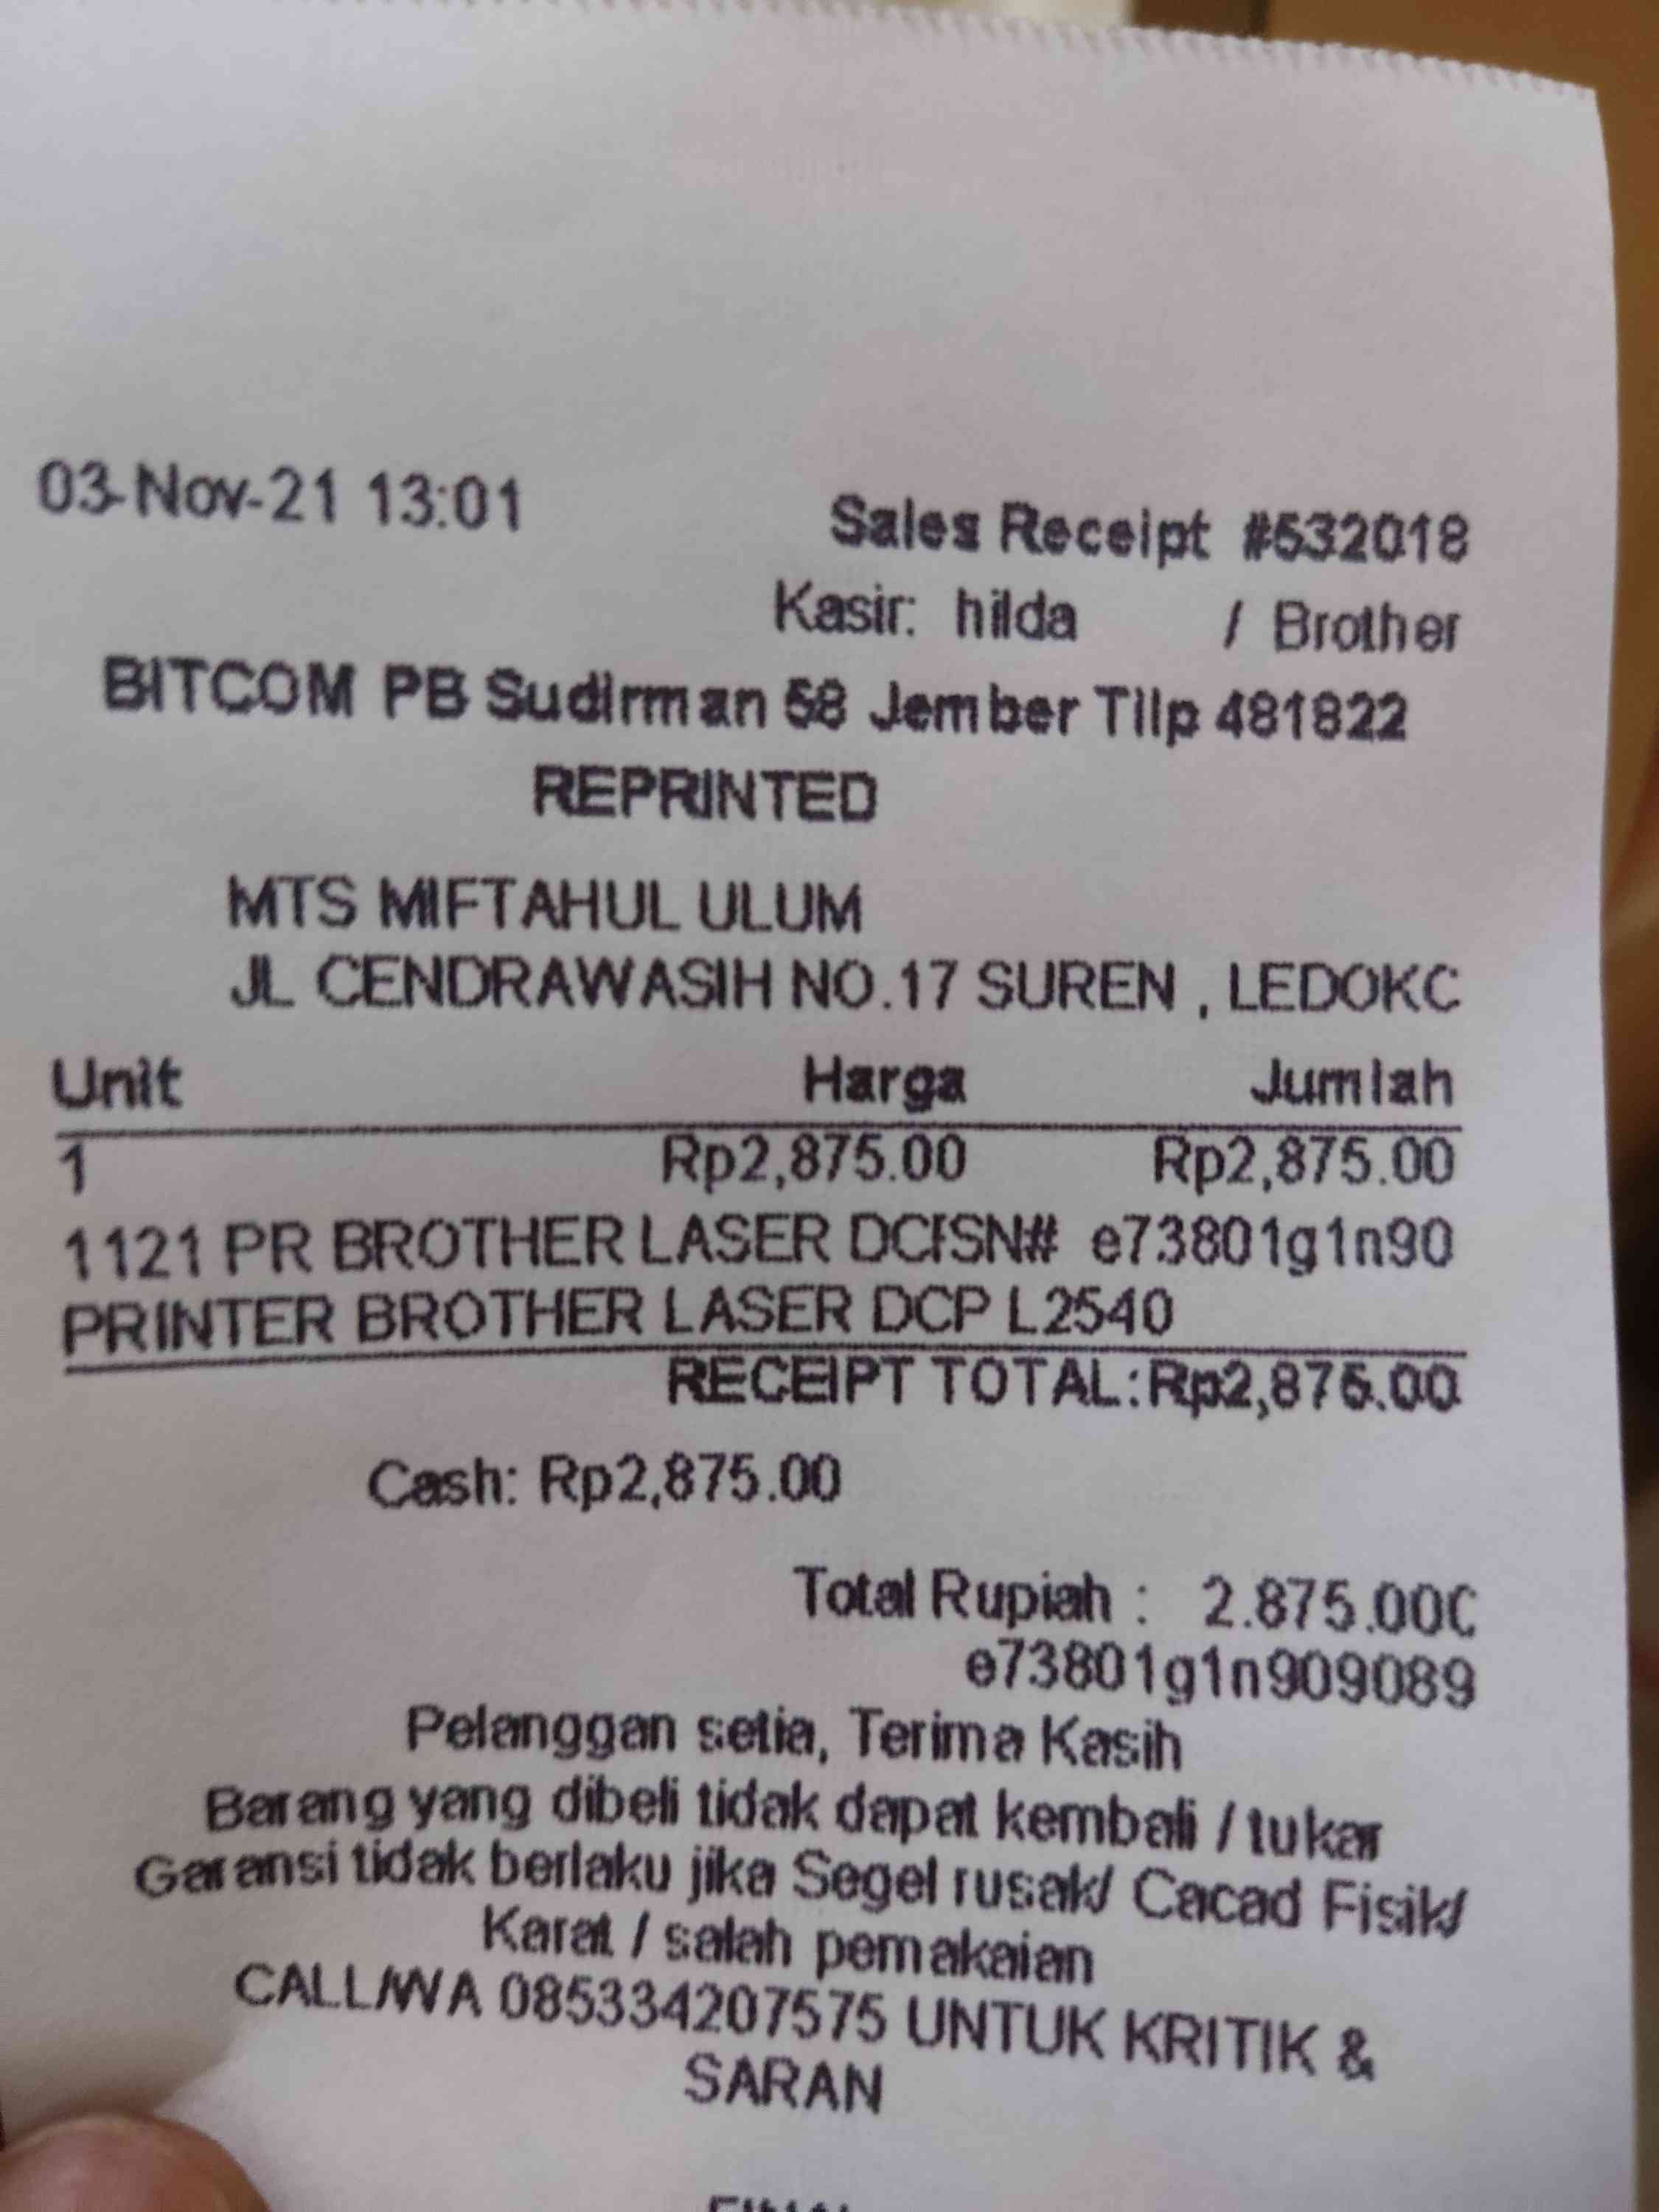 03-Nov-21 13:01
Sales Receipt #532018
Kasir: hilda / Brother
BITCOM PB Sudirman 58 Jember Tllp 481822
REPRINTED
MTS MIFTAHUL ULUM
JL CENDRAWASIH NO.17 SUREN , LEDOKC
Unit Harga Jumlah
1 Rp2,875.00 Rp2,875.00
1121 PR BROTHER LASER DCFSN# e73801g1n90
PRINTER BROTHER LASER DCP L2540
RECEIPT TOTAL: Rp2,875.00
Cash: Rp2,875.00
Total Rupiah : 2.875.00C
e73801g1n909089
Pelanggan setia, Terima Kasih
Barang yang dibeli tidak dapat kembali / tukar
Garansi tidak berlaku jika Segel rusak/ Cacad Fisik/
Karat / salah pemakaian
CALL/WA 085334207575 UNTUK KRITIK &
SARAN